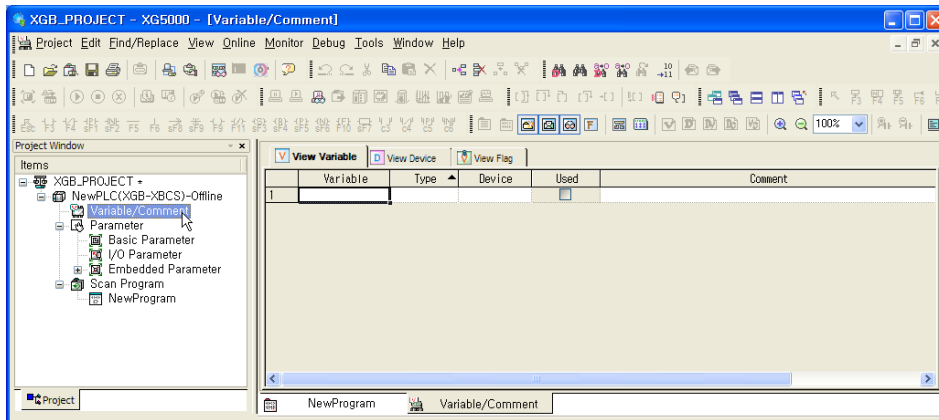 XGB_PROJECT - XG5000 - [Variable/Comment]
Project Edit Find/Replace View Online Monitor Debug Tools Window Help
100%
Project Window
Items
XGB_PROJECT *
NewPLC(XGB-XBCS)-Offline
Variable/Comment
Parameter
Basic Parameter
I/O Parameter
Embedded Parameter
Scan Program
NewProgram
Project
V View Variable D View Device View Flag
Variable Type Device Used Comment
1
NewProgram Variable/Comment